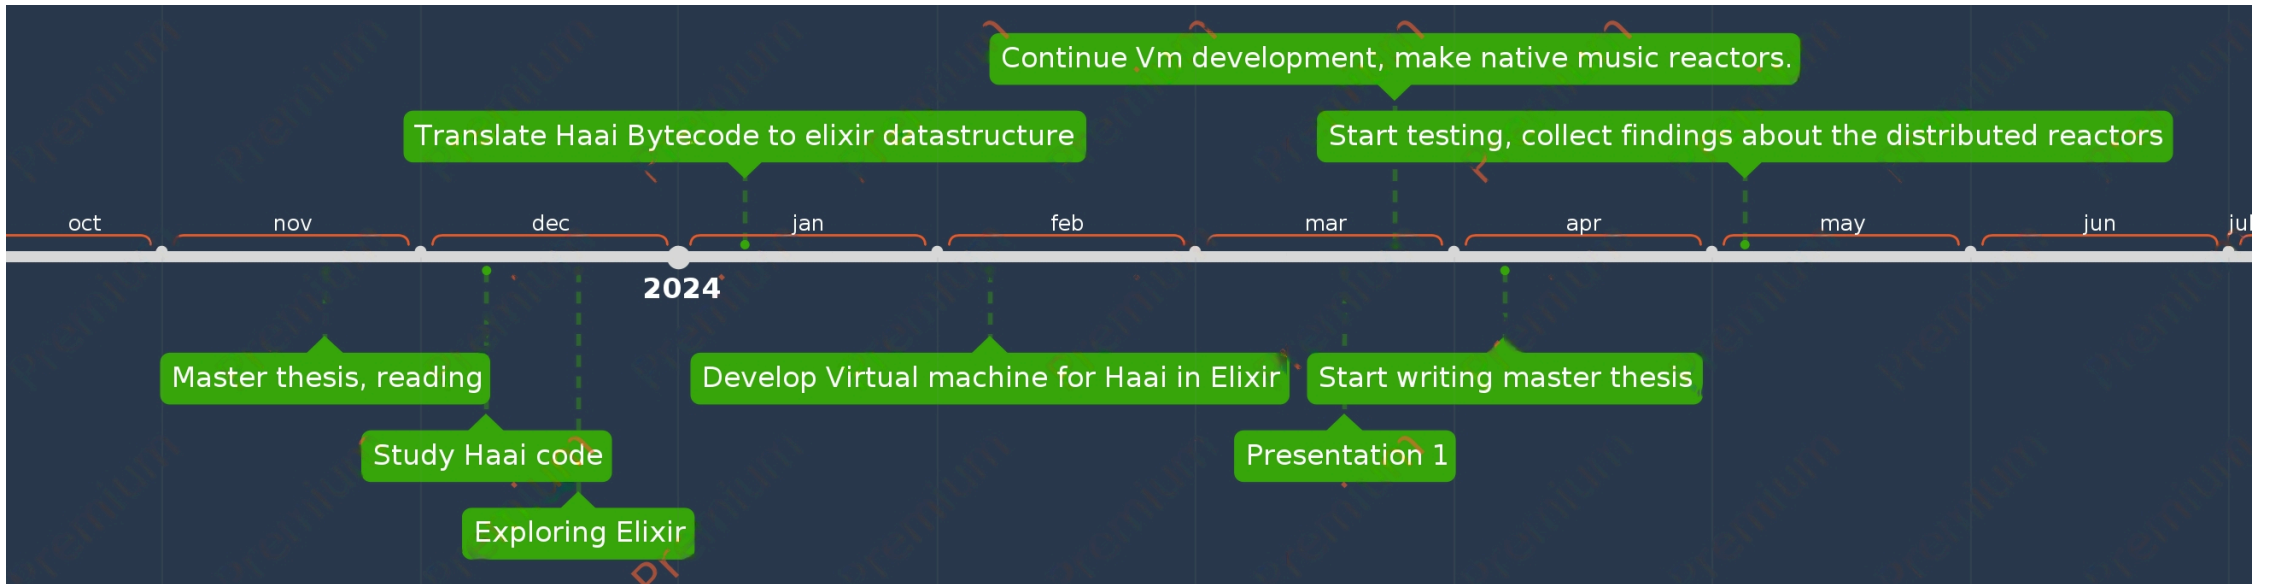 Continue Vm development, make native music reactors.
Translate Haai Bytecode to elixir datastructure
Start testing, collect findings about the distributed reactors
oct
nov
dec
jan
feb
mar
apr
may
jun
jul
2024
Master thesis, reading
Develop Virtual machine for Haai in Elixir
Start writing master thesis
Study Haai code
Presentation 1
Exploring Elixir
Premium